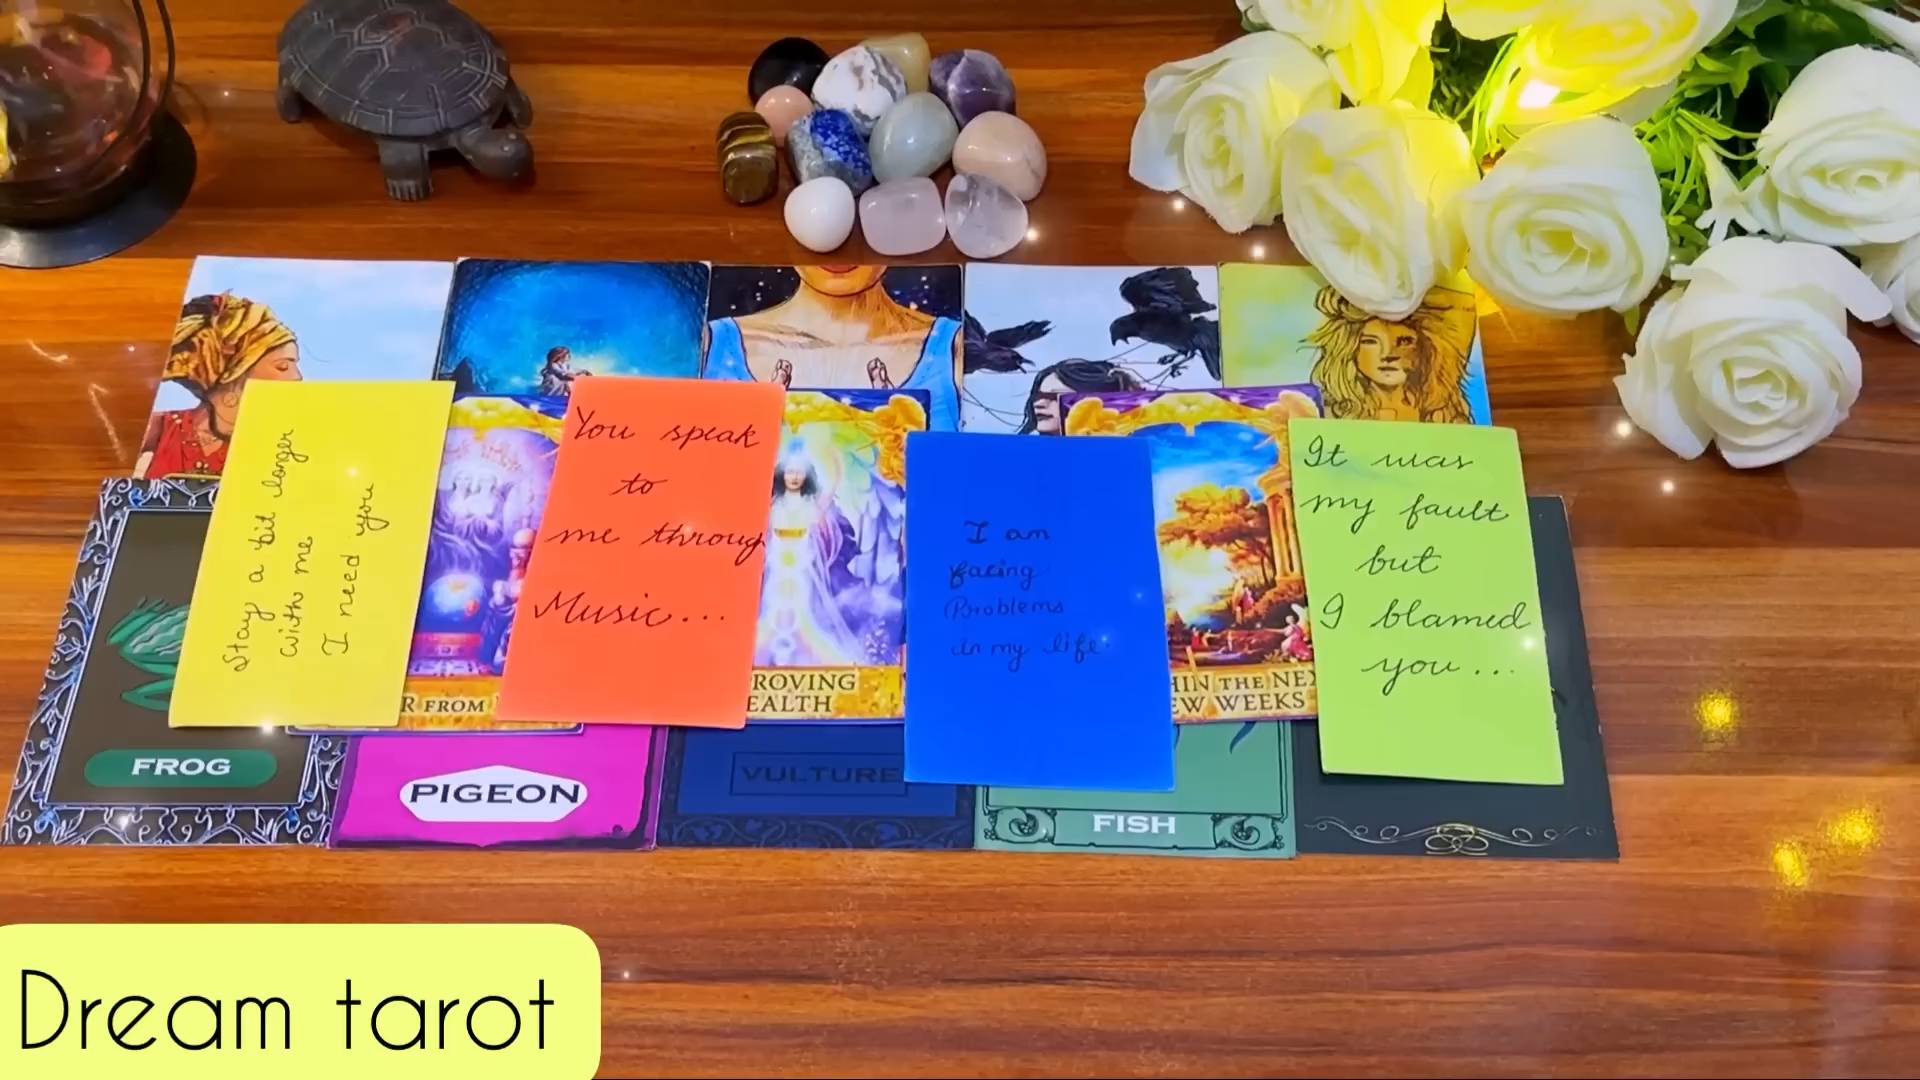 Stay a bit longer
with me
I need you
You speak
to
me throug
Music...
I am
facing
Problems
in my life
It was
my fault
but
I blamed
you...
R FROM
ROVING
EALTH
HIN THE NEX
EW WEEKS
FROG
PIGEON
VULTURE
FISH
Dream tarot